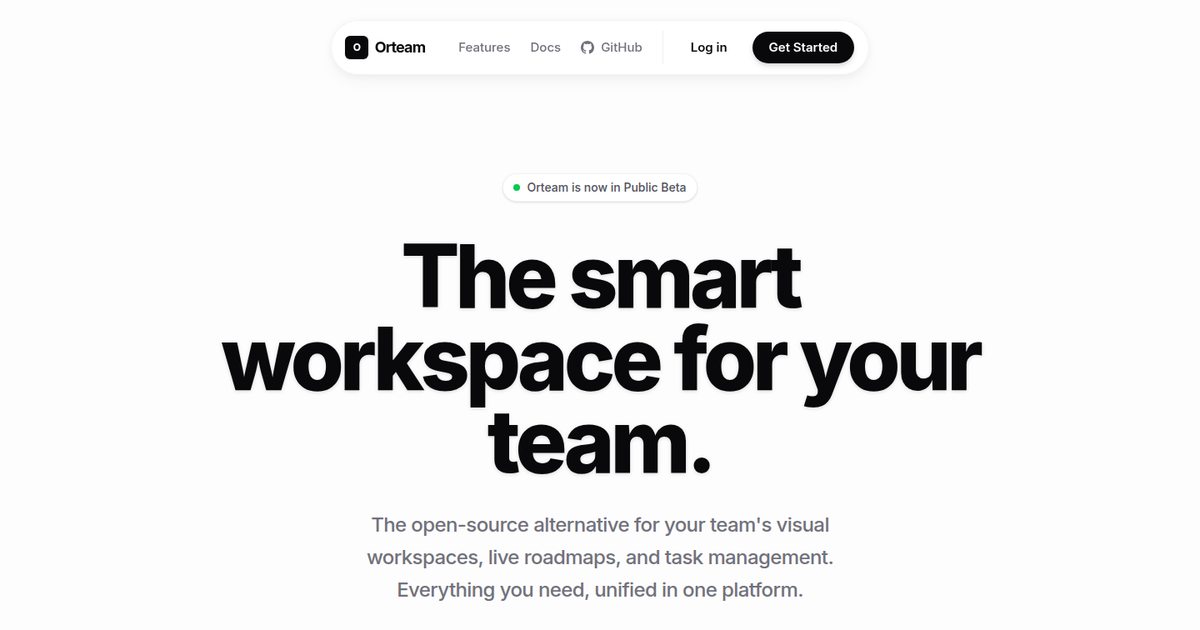 O Orteam Features Docs GitHub Log in Get Started
Orteam is now in Public Beta
The smart
workspace for your
team.
The open-source alternative for your team's visual
workspaces, live roadmaps, and task management.
Everything you need, unified in one platform.